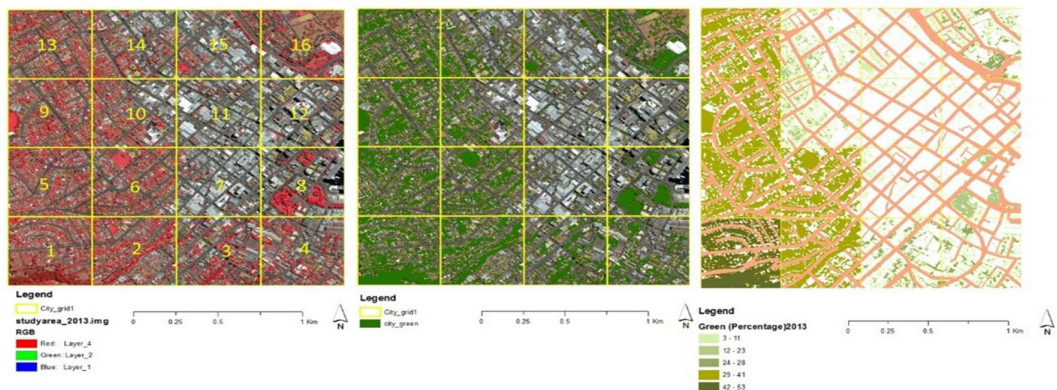 13 14 15 16
9 10 11 12
5 6 7 8
1 2 3 4
Legend
City_grid1
studyarea_2013.img
RGB
Red: Layer_4
Green: Layer_2
Blue: Layer_1
0 0.25 0.5 1 Km
N
Legend
City_grid1
city_green
0 0.25 0.5 1 Km
N
Legend
Green (Percentage)2013
3 - 11
12 - 23
24 - 28
29 - 41
42 - 53
0 0.25 0.5 1 Km
N